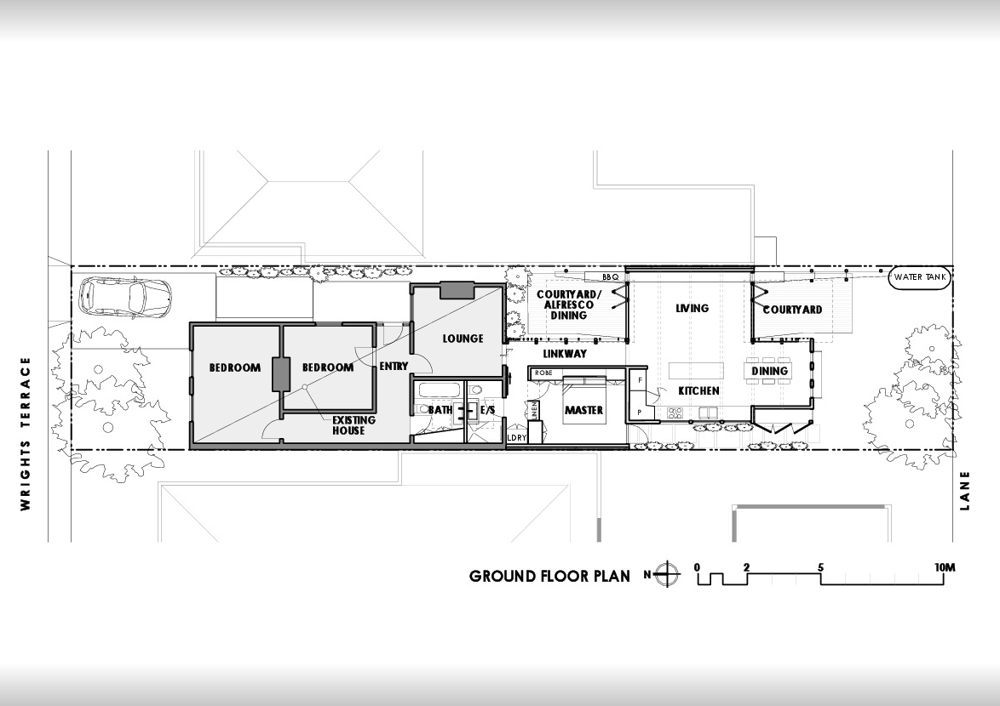 BBQ
WATER TANK
COURTYARD/
ALFRESCO
DINING
LIVING
COURTYARD
LOUNGE
LINKWAY
BEDROOM
BEDROOM
ENTRY
ROBE
F
DINING
KITCHEN
BATH
E/S
LINEN
MASTER
P
EXISTING
HOUSE
LDRY
WRIGHTS TERRACE
LANE
GROUND FLOOR PLAN
N
0 2 5 10M